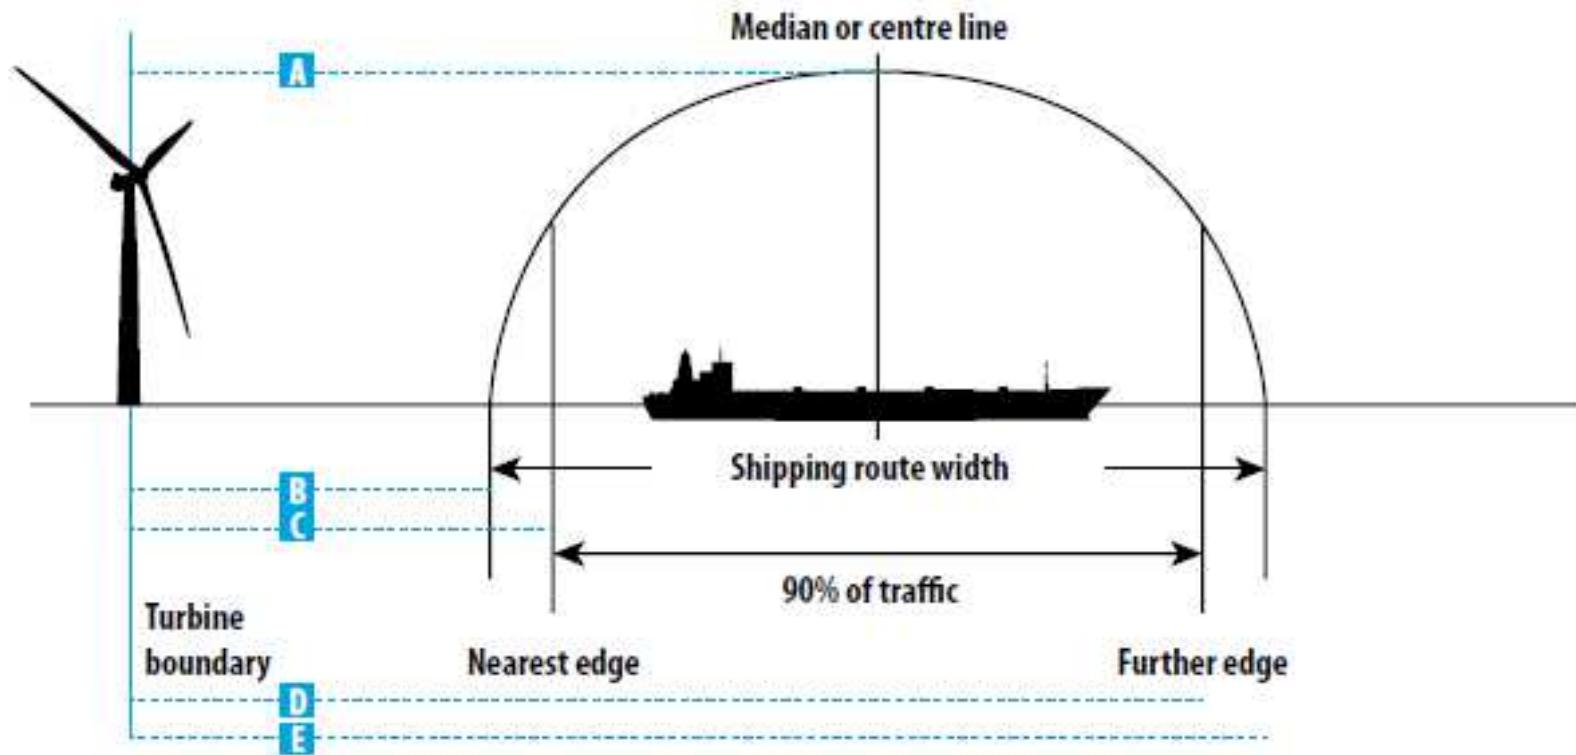 Median or centre line
A
Shipping route width
B
C
90% of traffic
Turbine
boundary
Nearest edge
Further edge
D
E